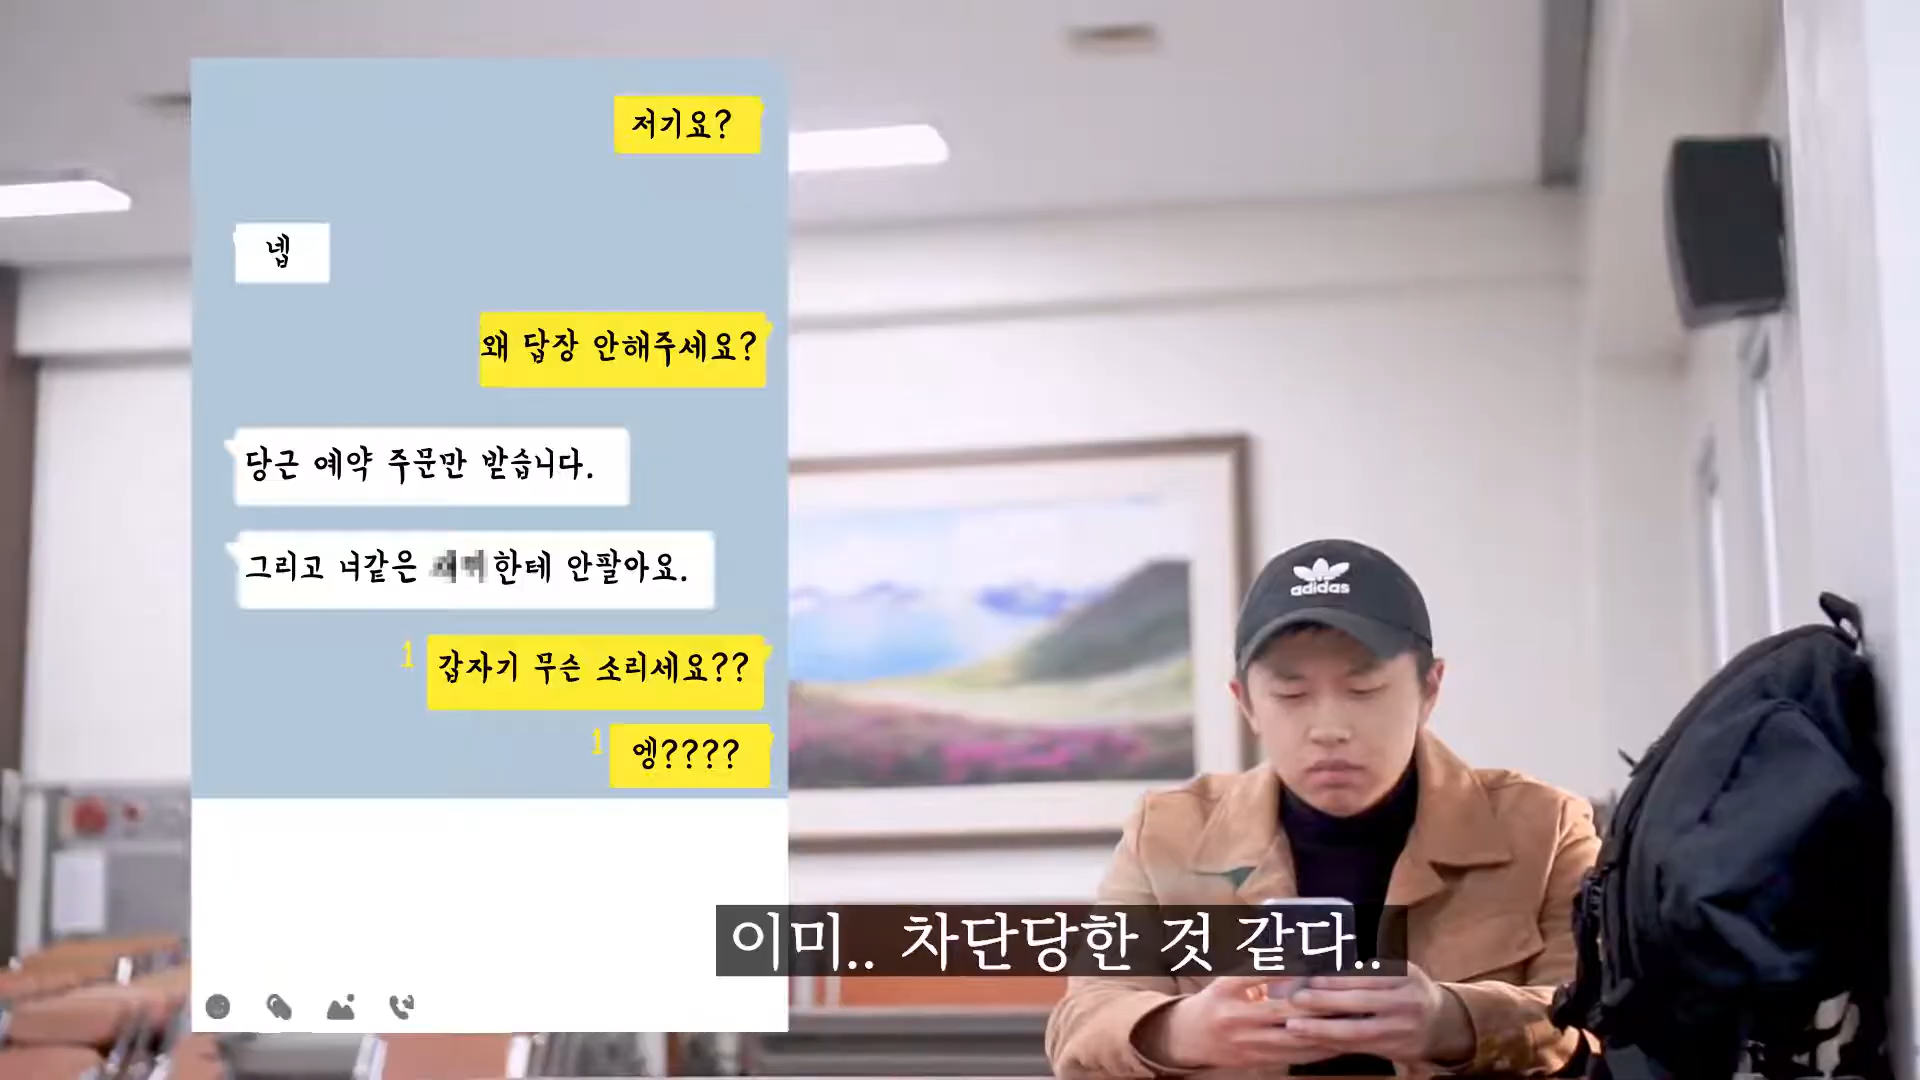 저기요?
넵
왜 답장 안해주세요?
당근 예약 주문만 받습니다.
그리고 너같은 한테 안팔아요.
1 갑자기 무슨 소리세요??
1 엥????
adidas
이미.. 차단당한 것 같다..